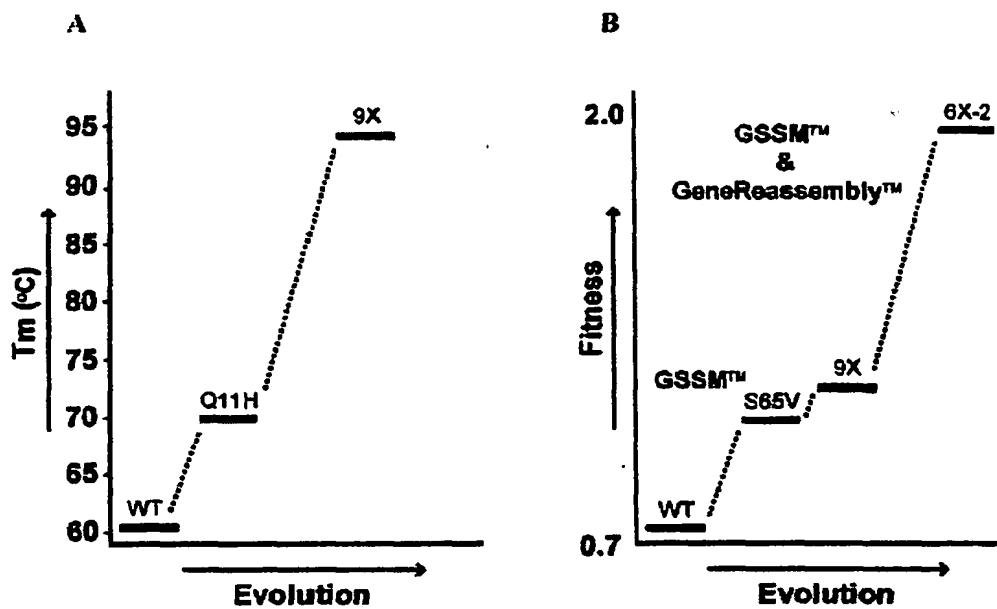 A
95
90
85
80
75
70
65
60
Tm (°C)
WT
Q11H
9X
Evolution
B
2.0
0.7
Fitness
GSSM™
&
GeneReassembly™
6X-2
GSSM™
S65V
9X
WT
Evolution